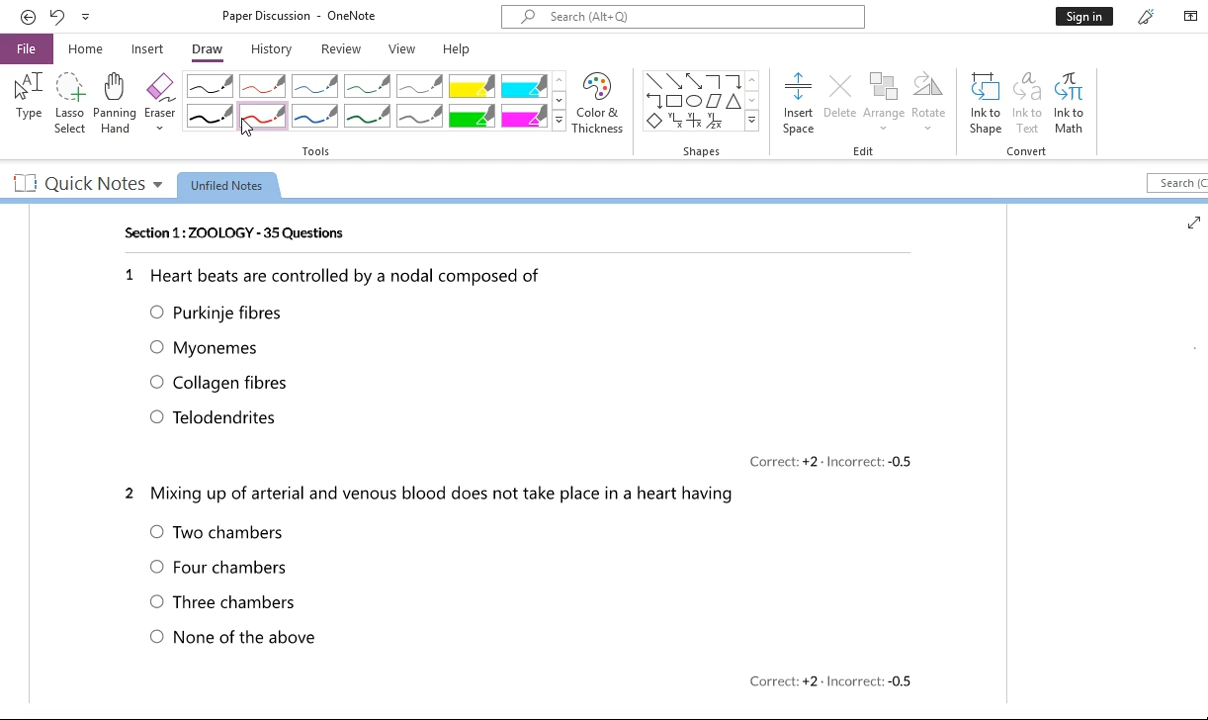 Paper Discussion - OneNote
Search (Alt+Q)
Sign in
File Home Insert Draw History Review View Help
Type
Lasso Select
Panning Hand
Eraser
Color & Thickness
Insert Space
Delete
Arrange
Rotate
Ink to Shape
Ink to Text
Ink to Math
Tools Shapes Edit Convert
Quick Notes
Unfiled Notes
Search (C
Section 1 : ZOOLOGY - 35 Questions
1 Heart beats are controlled by a nodal composed of
Purkinje fibres
Myonemes
Collagen fibres
Telodendrites
Correct: +2 · Incorrect: -0.5
2 Mixing up of arterial and venous blood does not take place in a heart having
Two chambers
Four chambers
Three chambers
None of the above
Correct: +2 · Incorrect: -0.5